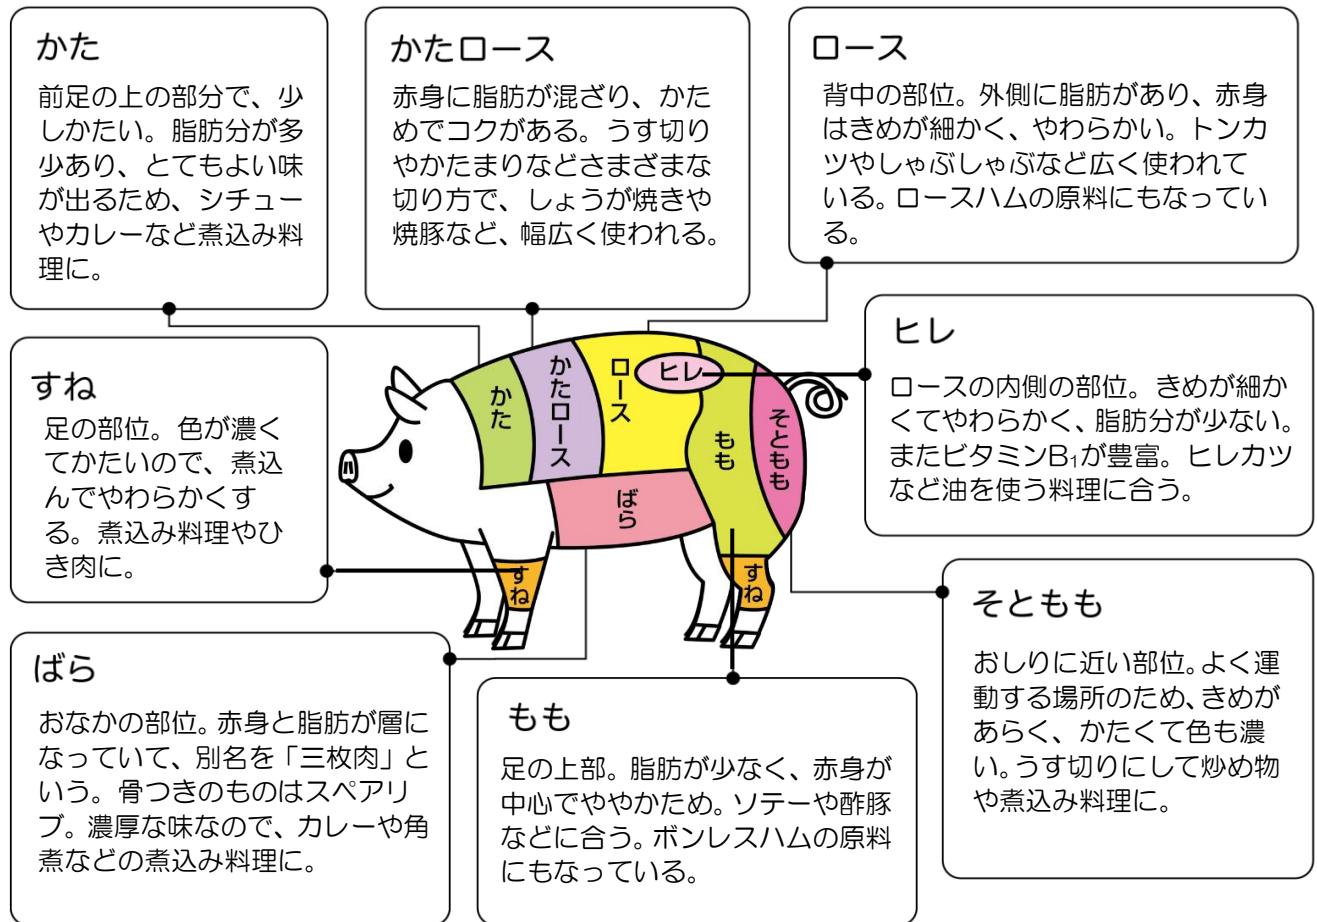 かた
前足の上の部分で、少
しかたい。脂肪分が多
少あり、とてもよい味
が出るため、シチュー
やカレーなど煮込み料
理に。
かたロース
赤身に脂肪が混ざり、かた
めでコクがある。うす切り
やかたまりなどさまざまな
切り方で、しょうが焼きや
焼豚など、幅広く使われる。
ロース
背中の部位。外側に脂肪があり、赤身
はきめが細かく、やわらかい。トンカ
ツやしゃぶしゃぶなど広く使われて
いる。ロースハムの原料にもなってい
る。
すね
足の部位。色が濃く
てかたいので、煮込
んでやわらかくす
る。煮込み料理やひ
き肉に。
かた
かたロース
ロース
ヒレ
もも
そともも
ばら
すね
すね
ヒレ
ロースの内側の部位。きめが細か
くてやわらかく、脂肪分が少ない。
またビタミンB₁が豊富。ヒレカツ
など油を使う料理に合う。
ばら
おなかの部位。赤身と脂肪が層に
なっていて、別名を「三枚肉」と
いう。骨つきのものはスペアリ
ブ。濃厚な味なので、カレーや角
煮などの煮込み料理に。
もも
足の上部。脂肪が少なく、赤身が
中心でややかため。ソテーや酢豚
などに合う。ボンレスハムの原料
にもなっている。
そともも
おしりに近い部位。よく運
動する場所のため、きめが
あらく、かたくて色も濃
い。うす切りにして炒め物
や煮込み料理に。